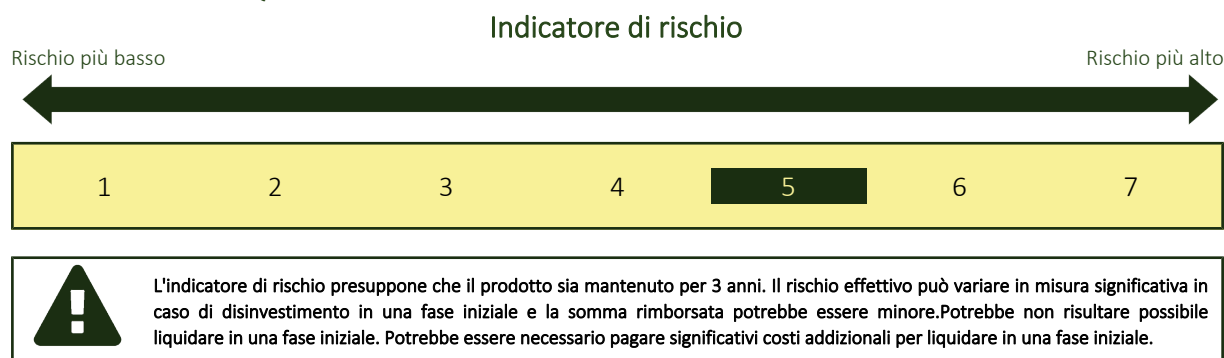 Indicatore di rischio
Rischio più basso Rischio più alto
1 2 3 4 5 6 7
L'indicatore di rischio presuppone che il prodotto sia mantenuto per 3 anni. Il rischio effettivo può variare in misura significativa in
caso di disinvestimento in una fase iniziale e la somma rimborsata potrebbe essere minore.Potrebbe non risultare possibile
liquidare in una fase iniziale. Potrebbe essere necessario pagare significativi costi addizionali per liquidare in una fase iniziale.